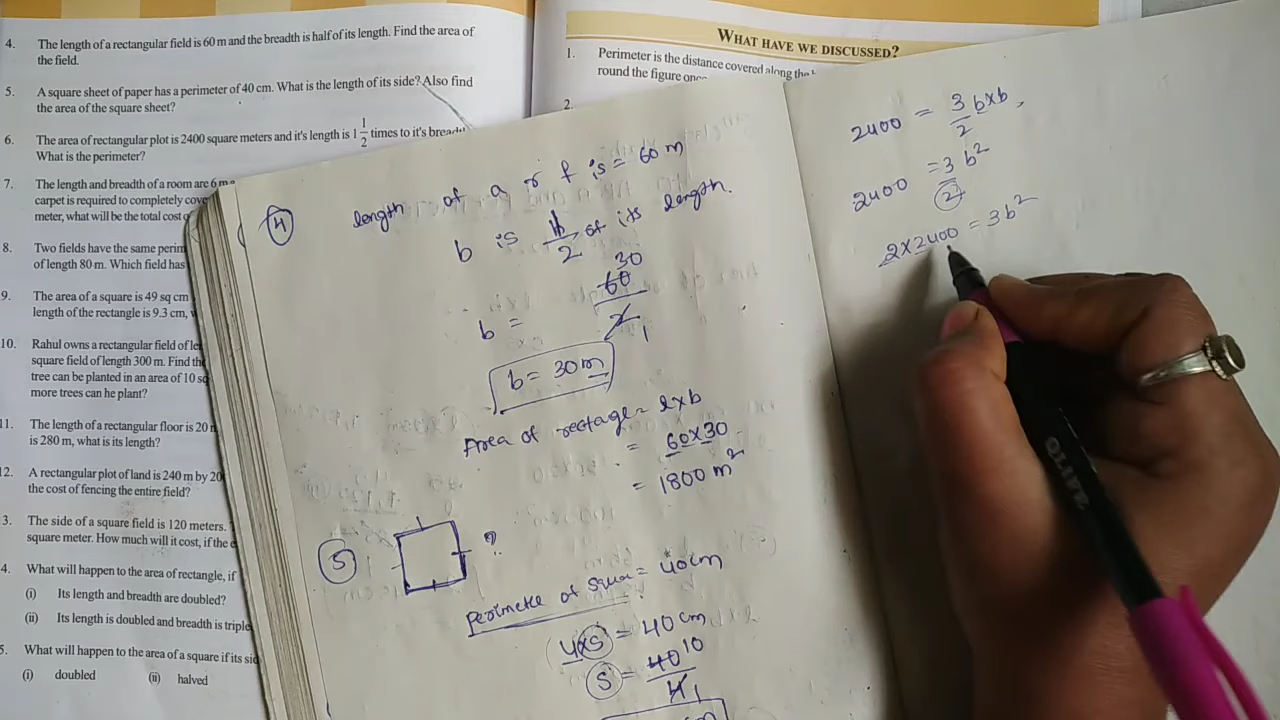 4. The length of a rectangular field is 60 m and the breadth is half of its length. Find the area of
the field.
5. A square sheet of paper has a perimeter of 40 cm. What is the length of its side? Also find
the area of the square sheet?
6. The area of rectangular plot is 2400 square meters and it's length is 1 1/2 times to it's
What is the perimeter?
7. The length and breadth of a room are 6 m
carpet is required to completely
meter, what will be the total
8. Two fields have the same
of length 80 m. Which field has
9. The area of a square is 49 sq cm
length of the rectangle is 9.3 cm,
10. Rahul owns a rectangular field of
square field of length 300 m. Find
tree can be planted in an area of 10
more trees can he plant?
11. The length of a rectangular floor is 20
is 280 m, what is its length?
12. A rectangular plot of land is 240 m by 20
the cost of fencing the entire field?
3. The side of a square field is 120 meters.
square meter. How much will it cost, if the
4. What will happen to the area of rectangle, if
(i) Its length and breadth are doubled?
(ii) Its length is doubled and breadth is
5. What will happen to the area of a square if its
(i) doubled (ii) halved
WHAT HAVE WE DISCUSSED?
1. Perimeter is the distance covered along the
round the figure
2.
4 length of a r f is = 60 m
b is 1/2 of its length.
b = 60/2 30 1
b = 30 m
Area of rectage = l×b
= 60×30
= 1800 m²
5 ?
Perimetle of squa = 40cm
4×s = 40 cm
s = 40/4 10 1
2400 = 3/2 b×b,
2400 = 3/2 b²
2×2400 = 3b²